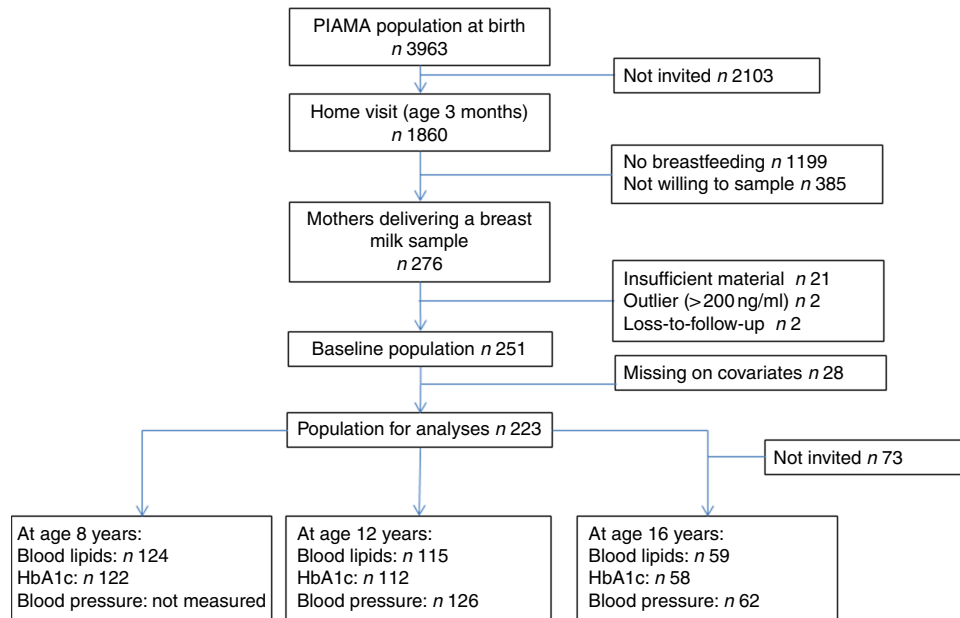 PIAMA population at birth
n 3963
Not invited n 2103
Home visit (age 3 months)
n 1860
No breastfeeding n 1199
Not willing to sample n 385
Mothers delivering a breast
milk sample
n 276
Insufficient material n 21
Outlier (>200 ng/ml) n 2
Loss-to-follow-up n 2
Baseline population n 251
Missing on covariates n 28
Population for analyses n 223
Not invited n 73
At age 8 years:
Blood lipids: n 124
HbA1c: n 122
Blood pressure: not measured
At age 12 years:
Blood lipids: n 115
HbA1c: n 112
Blood pressure: n 126
At age 16 years:
Blood lipids: n 59
HbA1c: n 58
Blood pressure: n 62